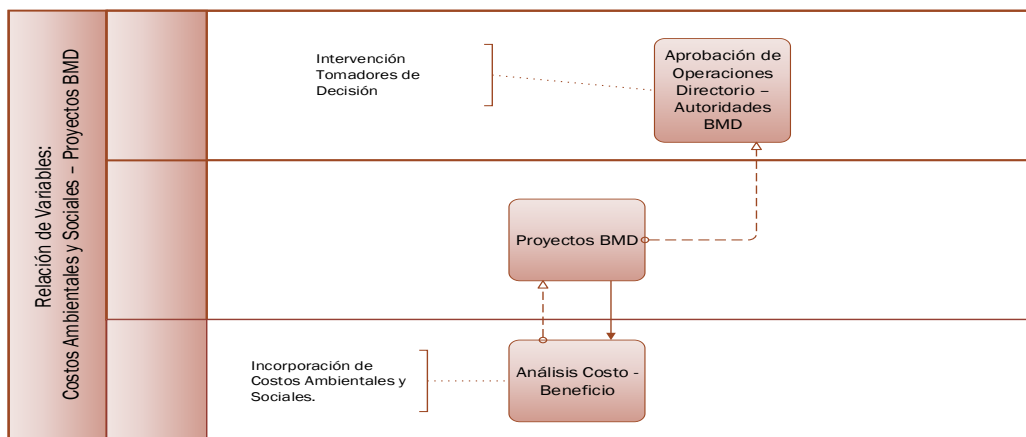 Relación de Variables:
Costos Ambientales y Sociales – Proyectos BMD
Intervención
Tomadores de
Decisión
Aprobación de
Operaciones
Directorio –
Autoridades
BMD
Proyectos BMD
Incorporación de
Costos Ambientales y
Sociales.
Análisis Costo -
Beneficio